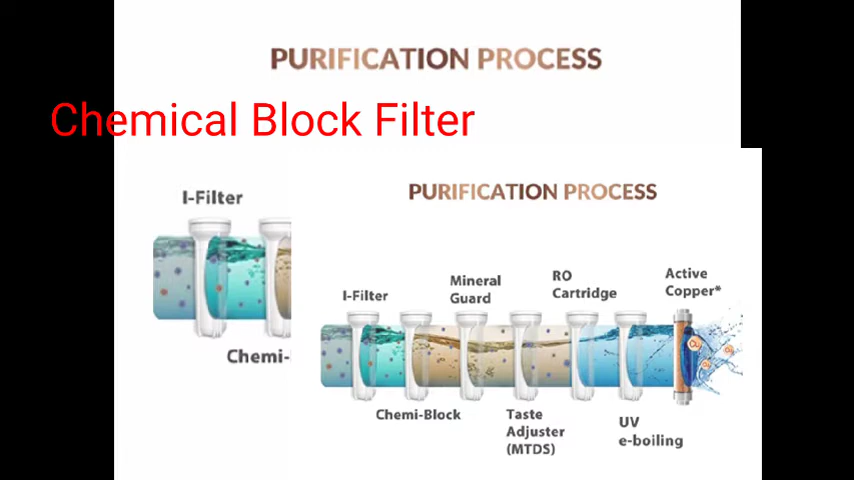 PURIFICATION PROCESS
Chemical Block Filter
I-Filter
Chemi-
PURIFICATION PROCESS
I-Filter
Mineral
Guard
RO
Cartridge
Active
Copper*
Chemi-Block
Taste
Adjuster
(MTDS)
UV
e-boiling
Cu